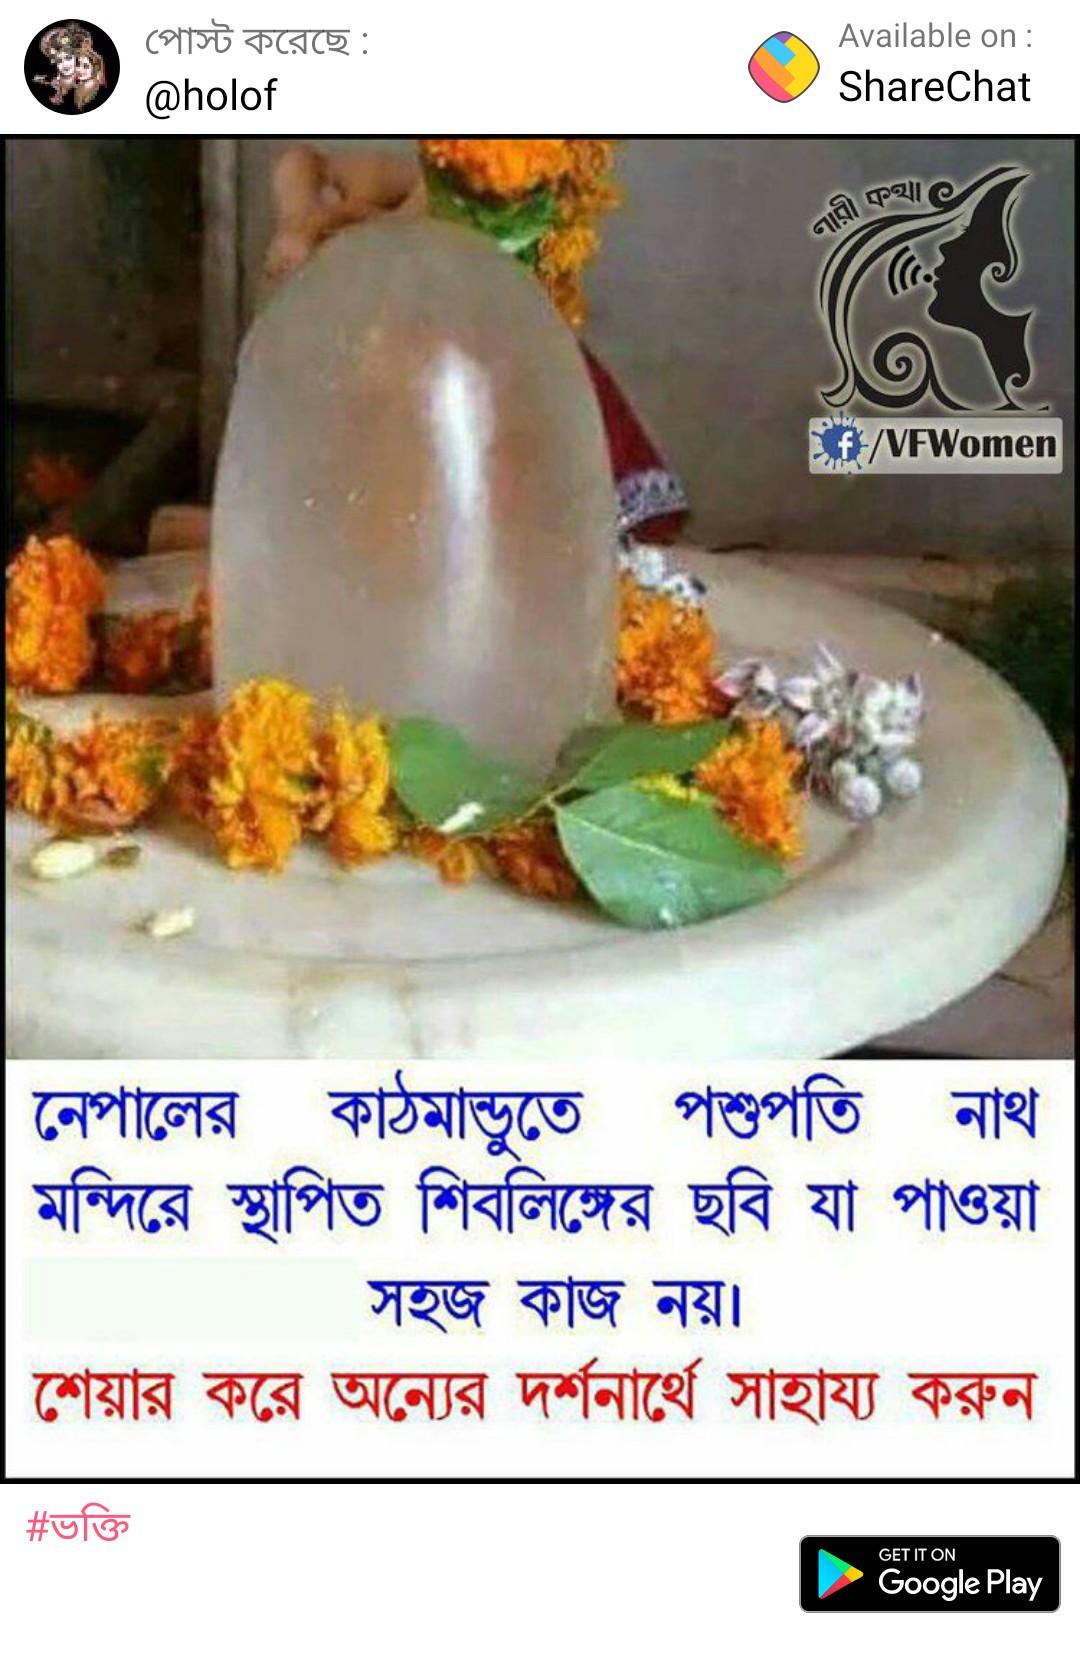 পোস্ট করেছে :
@holof
Available on :
ShareChat
নারী কথা
f/VFWomen
নেপালের কাঠমান্ডুতে পশুপতি নাথ
মন্দিরে স্থাপিত শিবলিঙ্গের ছবি যা পাওয়া
সহজ কাজ নয়।
শেয়ার করে অন্যের দর্শনার্থে সাহায্য করুন
#ভক্তি
GET IT ON
Google Play